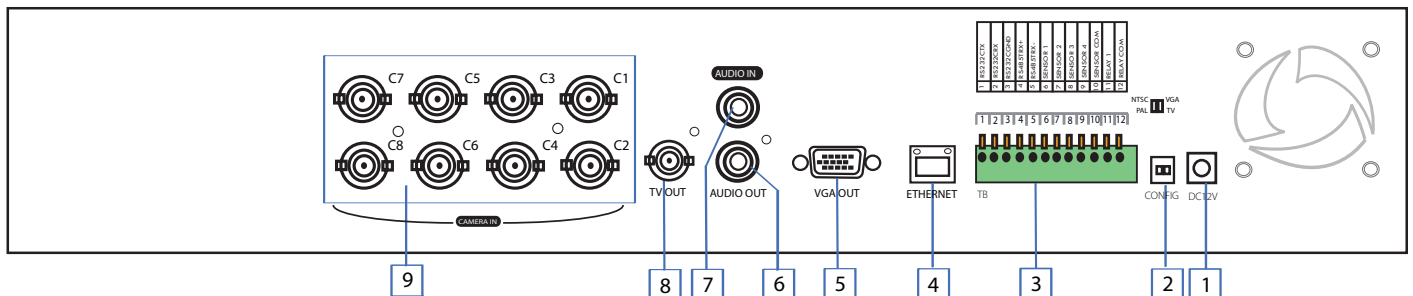 AUDIO IN
1 RS232CTX
2 RS232CRX
3 RS232CGND
4 RS485TRX+
5 RS485TRX-
6 SENSOR 1
7 SENSOR 2
8 SENSOR 3
9 SENSOR 4
10 SENSOR COM
11 RELAY 1
12 RELAY COM
NTSC VGA
PAL TV
C7 C5 C3 C1
C8 C6 C4 C2
1 2 3 4 5 6 7 8 9 10 11 12
TV OUT AUDIO OUT VGA OUT ETHERNET TB CONFIG DC12V
CAMERA IN
9 8 7 6 5 4 3 2 1